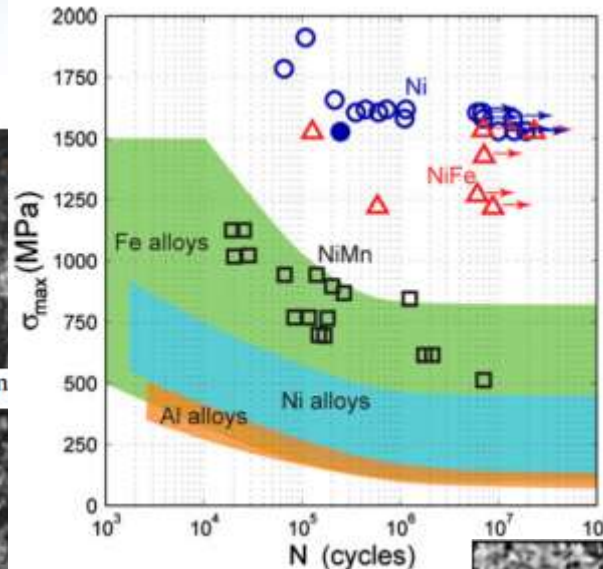 2000
1750
1500
1250
1000
750
500
250
0
σmax (MPa)
Ni
NiFe
Fe alloys
NiMn
Ni alloys
Al alloys
10³ 10⁴ 10⁵ 10⁶ 10⁷ 10
N (cycles)